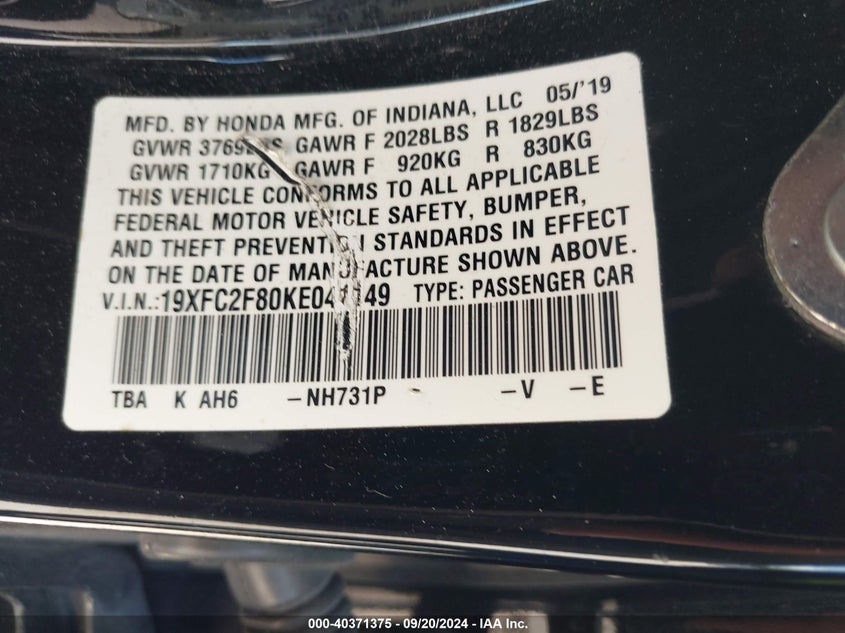 MFD. BY HONDA MFG. OF INDIANA, LLC 05/'19
GVWR GAWR F 2028LBS R 1829LBS
GVWR 1710KG GAWR F 920KG R 830KG
THIS VEHICLE CONFORMS TO ALL APPLICABLE
FEDERAL MOTOR VEHICLE SAFETY, BUMPER,
AND THEFT PREVENTION STANDARDS IN EFFECT
ON THE DATE OF MANUFACTURE SHOWN ABOVE.
V.I.N.: TYPE: PASSENGER CAR
TBA K AH6 –NH731P –V –E
000-40371375 - 09/20/2024 - IAA Inc.